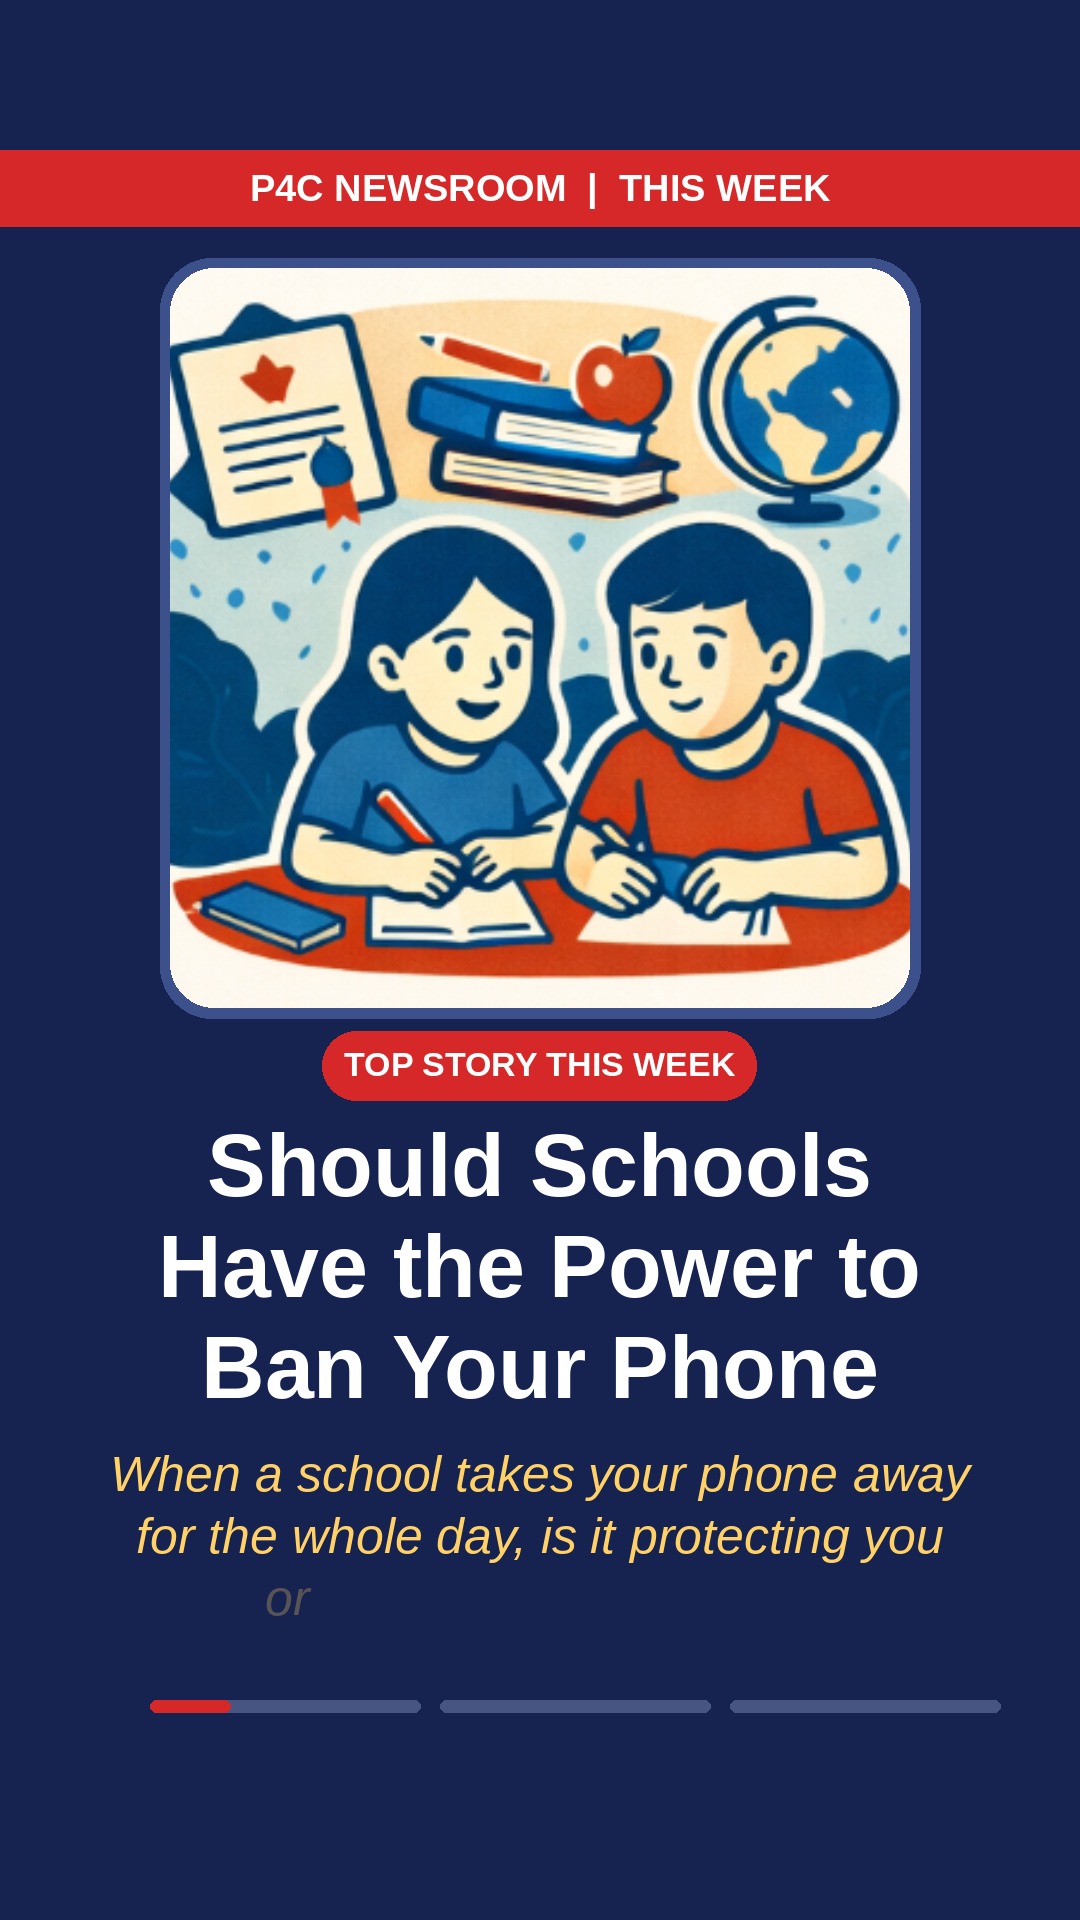 P4C NEWSROOM | THIS WEEK
TOP STORY THIS WEEK
Should Schools
Have the Power to
Ban Your Phone
When a school takes your phone away
for the whole day, is it protecting you
or